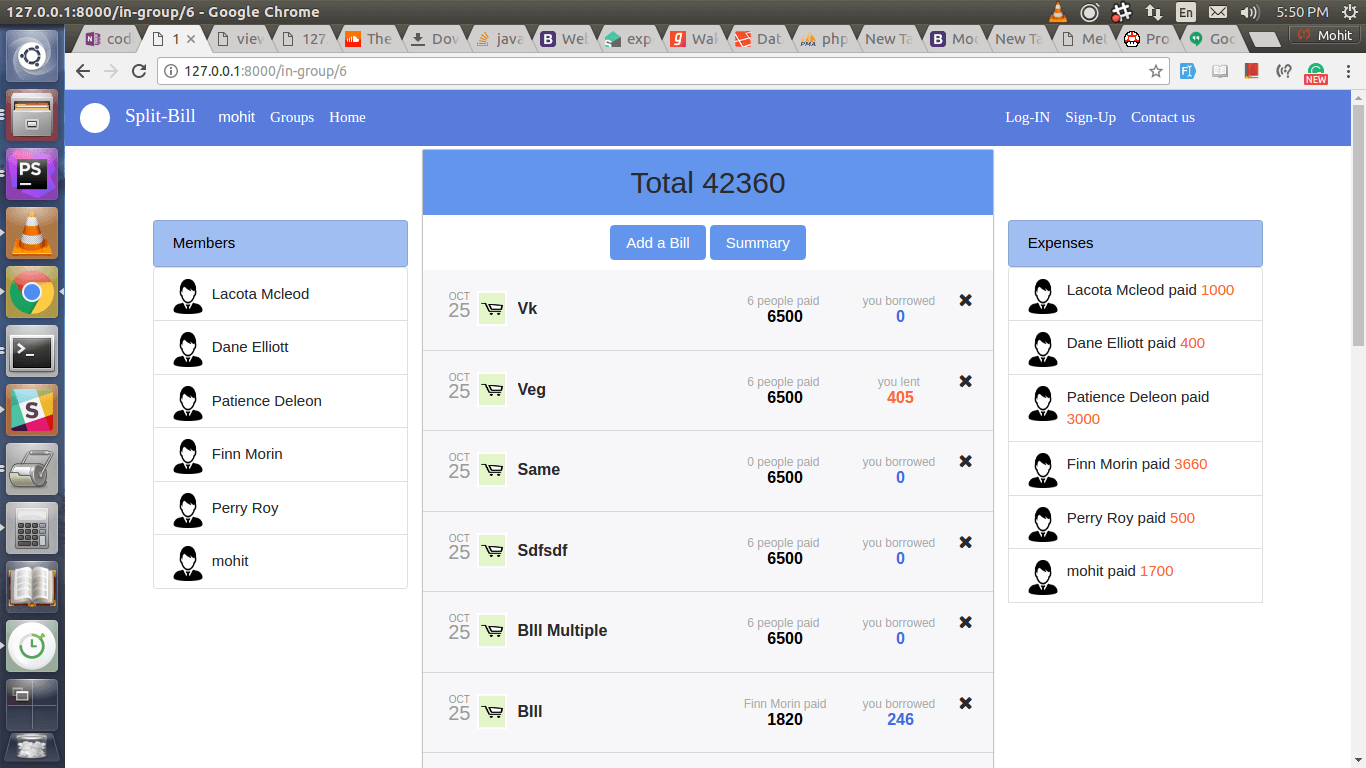 127.0.0.1:8000/in-group/6 - Google Chrome
En
5:50 PM
cod
1
view
127
The
Dov
java
Wel
exp
Wal
Dat
php
New Ta
Moc
New Ta
Met
Pro
Goo
Mohit
127.0.0.1:8000/in-group/6
NEW
Split-Bill mohit Groups Home
Log-IN Sign-Up Contact us
Total 42360
Add a Bill Summary
Members
Lacota Mcleod
Dane Elliott
Patience Deleon
Finn Morin
Perry Roy
mohit
OCT
25
Vk
6 people paid
6500
you borrowed
0
OCT
25
Veg
6 people paid
6500
you lent
405
OCT
25
Same
0 people paid
6500
you borrowed
0
OCT
25
Sdfsdf
6 people paid
6500
you borrowed
0
OCT
25
BIll Multiple
6 people paid
6500
you borrowed
0
OCT
25
BIll
Finn Morin paid
1820
you borrowed
246
Expenses
Lacota Mcleod paid 1000
Dane Elliott paid 400
Patience Deleon paid
3000
Finn Morin paid 3660
Perry Roy paid 500
mohit paid 1700
PS
S